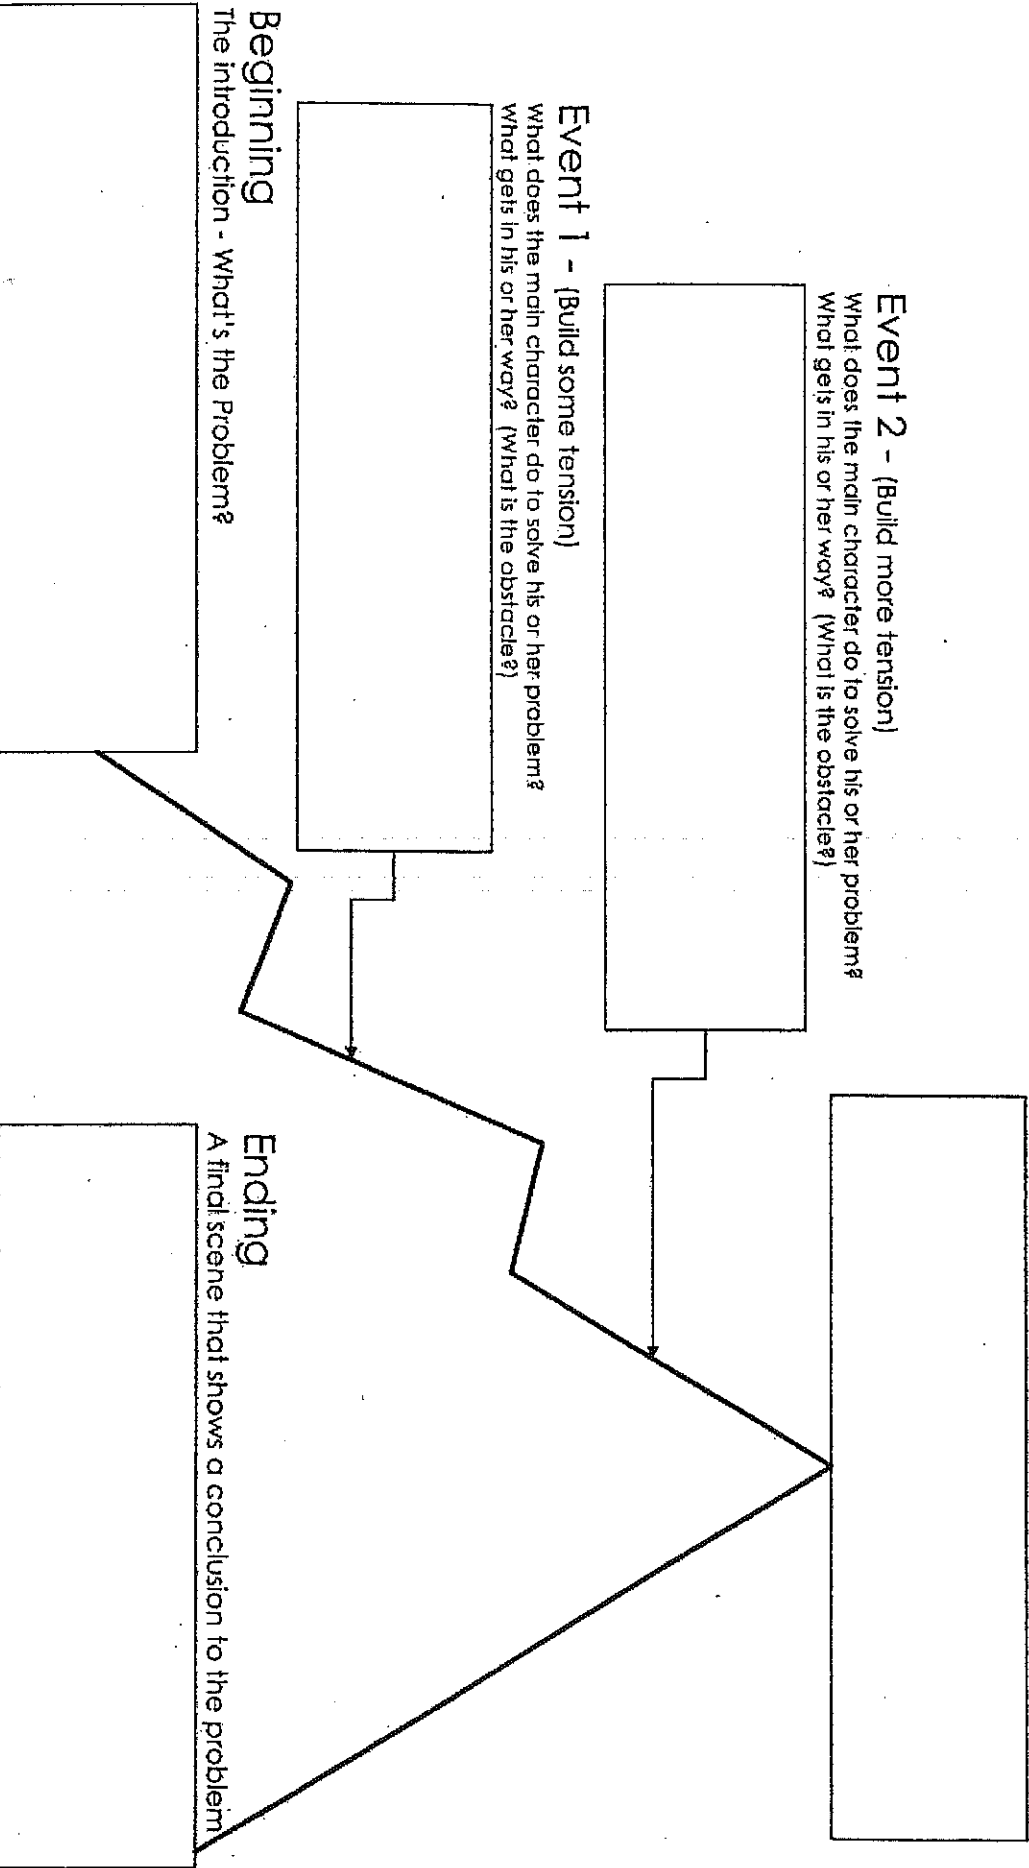 Event 2 - (Build more tension)
What does the main character do to solve his or her problem?
What gets in his or her way? (What is the obstacle?)
Event 1 - (Build some tension)
What does the main character do to solve his or her problem?
What gets in his or her way? (What is the obstacle?)
Beginning
The introduction - What's the Problem?
Ending
A final scene that shows a conclusion to the problem